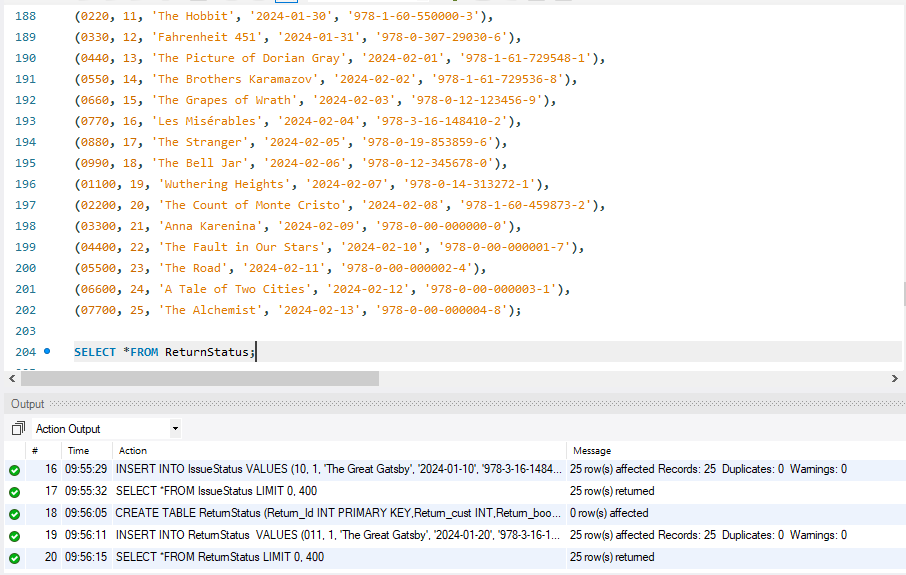 188 (0220, 11, 'The Hobbit', '2024-01-30', '978-1-60-550000-3'),
189 (0330, 12, 'Fahrenheit 451', '2024-01-31', '978-0-307-29030-6'),
190 (0440, 13, 'The Picture of Dorian Gray', '2024-02-01', '978-1-61-729548-1'),
191 (0550, 14, 'The Brothers Karamazov', '2024-02-02', '978-1-61-729536-8'),
192 (0660, 15, 'The Grapes of Wrath', '2024-02-03', '978-0-12-123456-9'),
193 (0770, 16, 'Les Misérables', '2024-02-04', '978-3-16-148410-2'),
194 (0880, 17, 'The Stranger', '2024-02-05', '978-0-19-853859-6'),
195 (0990, 18, 'The Bell Jar', '2024-02-06', '978-0-12-345678-0'),
196 (01100, 19, 'Wuthering Heights', '2024-02-07', '978-0-14-313272-1'),
197 (02200, 20, 'The Count of Monte Cristo', '2024-02-08', '978-1-60-459873-2'),
198 (03300, 21, 'Anna Karenina', '2024-02-09', '978-0-00-000000-0'),
199 (04400, 22, 'The Fault in Our Stars', '2024-02-10', '978-0-00-000001-7'),
200 (05500, 23, 'The Road', '2024-02-11', '978-0-00-000002-4'),
201 (06600, 24, 'A Tale of Two Cities', '2024-02-12', '978-0-00-000003-1'),
202 (07700, 25, 'The Alchemist', '2024-02-13', '978-0-00-000004-8');
203
204 SELECT *FROM ReturnStatus;
Output
Action Output
# Time Action Message
16 09:55:29 INSERT INTO IssueStatus VALUES (10, 1, 'The Great Gatsby', '2024-01-10', '978-3-16-1484... 25 row(s) affected Records: 25 Duplicates: 0 Warnings: 0
17 09:55:32 SELECT *FROM IssueStatus LIMIT 0, 400 25 row(s) returned
18 09:56:05 CREATE TABLE ReturnStatus (Return_Id INT PRIMARY KEY,Return_cust INT,Return_boo... 0 row(s) affected
19 09:56:11 INSERT INTO ReturnStatus VALUES (011, 1, 'The Great Gatsby', '2024-01-20', '978-3-16-1... 25 row(s) affected Records: 25 Duplicates: 0 Warnings: 0
20 09:56:15 SELECT *FROM ReturnStatus LIMIT 0, 400 25 row(s) returned